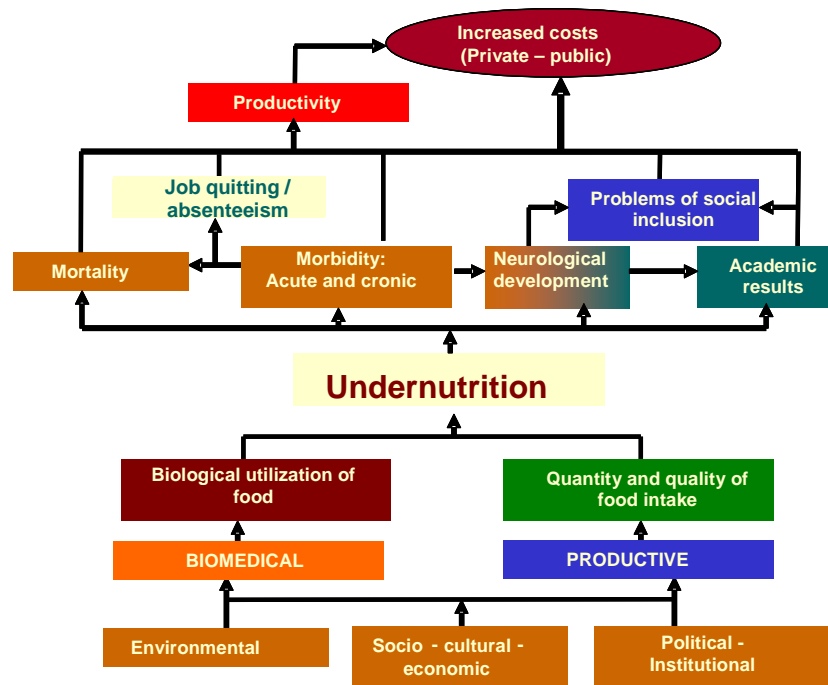 Increased costs
(Private – public)
Productivity
Job quitting /
absenteeism
Problems of social
inclusion
Mortality
Morbidity:
Acute and cronic
Neurological
development
Academic
results
Undernutrition
Biological utilization of
food
Quantity and quality of
food intake
BIOMEDICAL
PRODUCTIVE
Environmental
Socio - cultural -
economic
Political -
Institutional